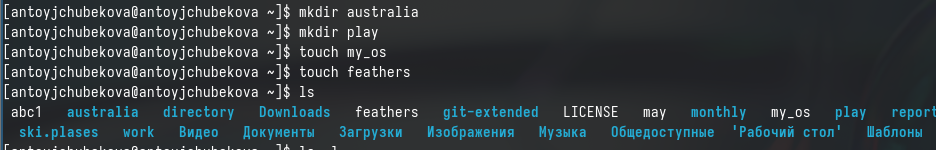 [antoyjchubekova@antoyjchubekova ~]$ mkdir australia
[antoyjchubekova@antoyjchubekova ~]$ mkdir play
[antoyjchubekova@antoyjchubekova ~]$ touch my_os
[antoyjchubekova@antoyjchubekova ~]$ touch feathers
[antoyjchubekova@antoyjchubekova ~]$ ls
abc1 australia directory Downloads feathers git-extended LICENSE may monthly my_os play report
ski.plases work Видео Документы Загрузки Изображения Музыка Общедоступные 'Рабочий стол' Шаблоны